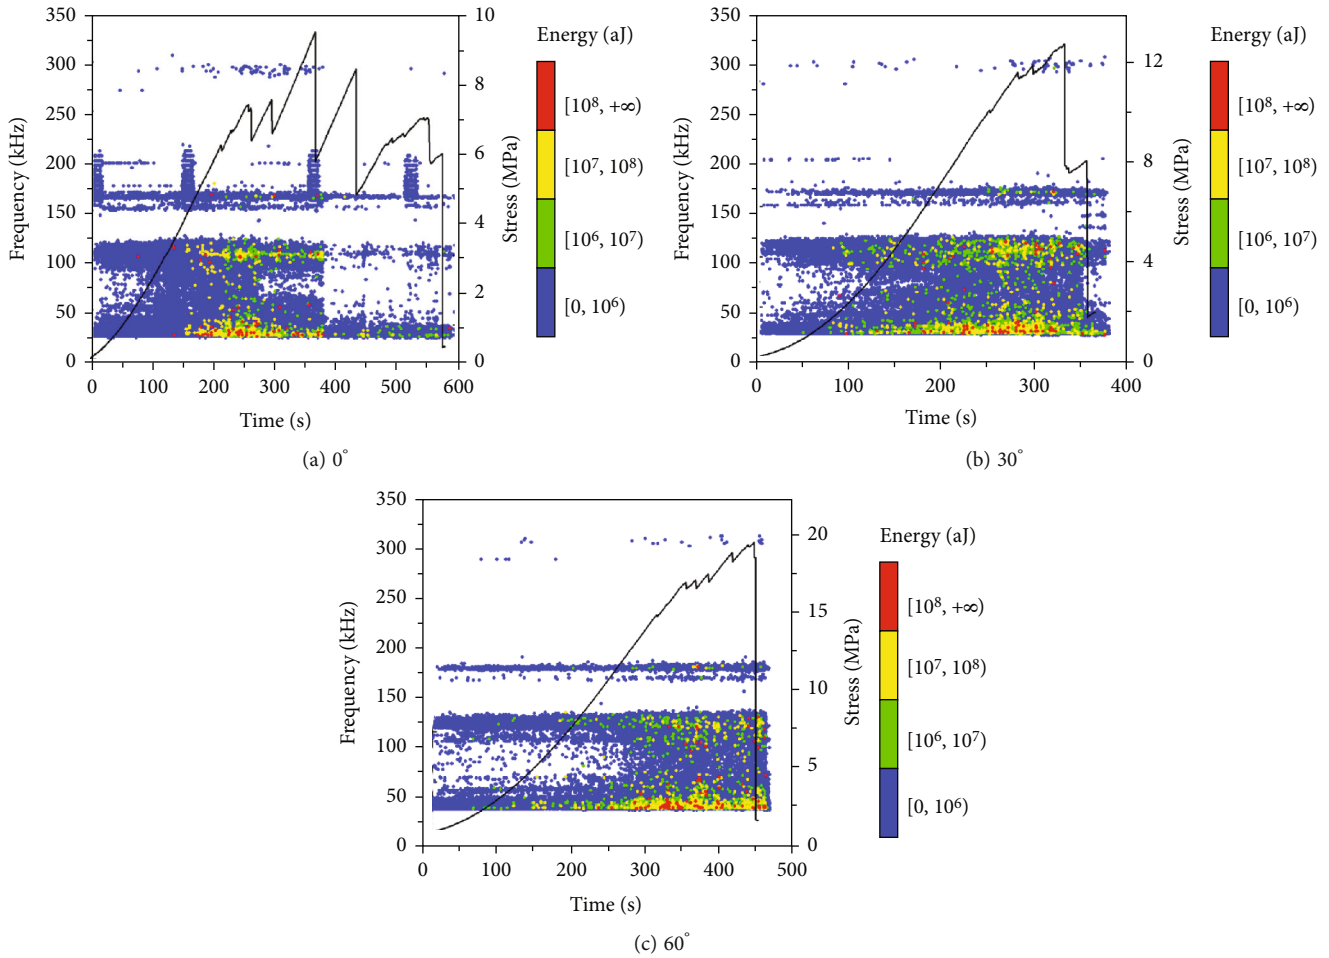 350
300
250
200
150
100
50
0
Frequency (kHz)
0 100 200 300 400 500 600
Time (s)
10
8
6
4
2
0
Stress (MPa)
Energy (aJ)
[10⁸, +∞)
[10⁷, 10⁸)
[10⁶, 10⁷)
[0, 10⁶)
(a) 0°
350
300
250
200
150
100
50
0
Frequency (kHz)
0 100 200 300 400
Time (s)
12
8
4
0
Stress (MPa)
Energy (aJ)
[10⁸, +∞)
[10⁷, 10⁸)
[10⁶, 10⁷)
[0, 10⁶)
(b) 30°
350
300
250
200
150
100
50
0
Frequency (kHz)
0 100 200 300 400 500
Time (s)
20
15
10
5
0
Stress (MPa)
Energy (aJ)
[10⁸, +∞)
[10⁷, 10⁸)
[10⁶, 10⁷)
[0, 10⁶)
(c) 60°